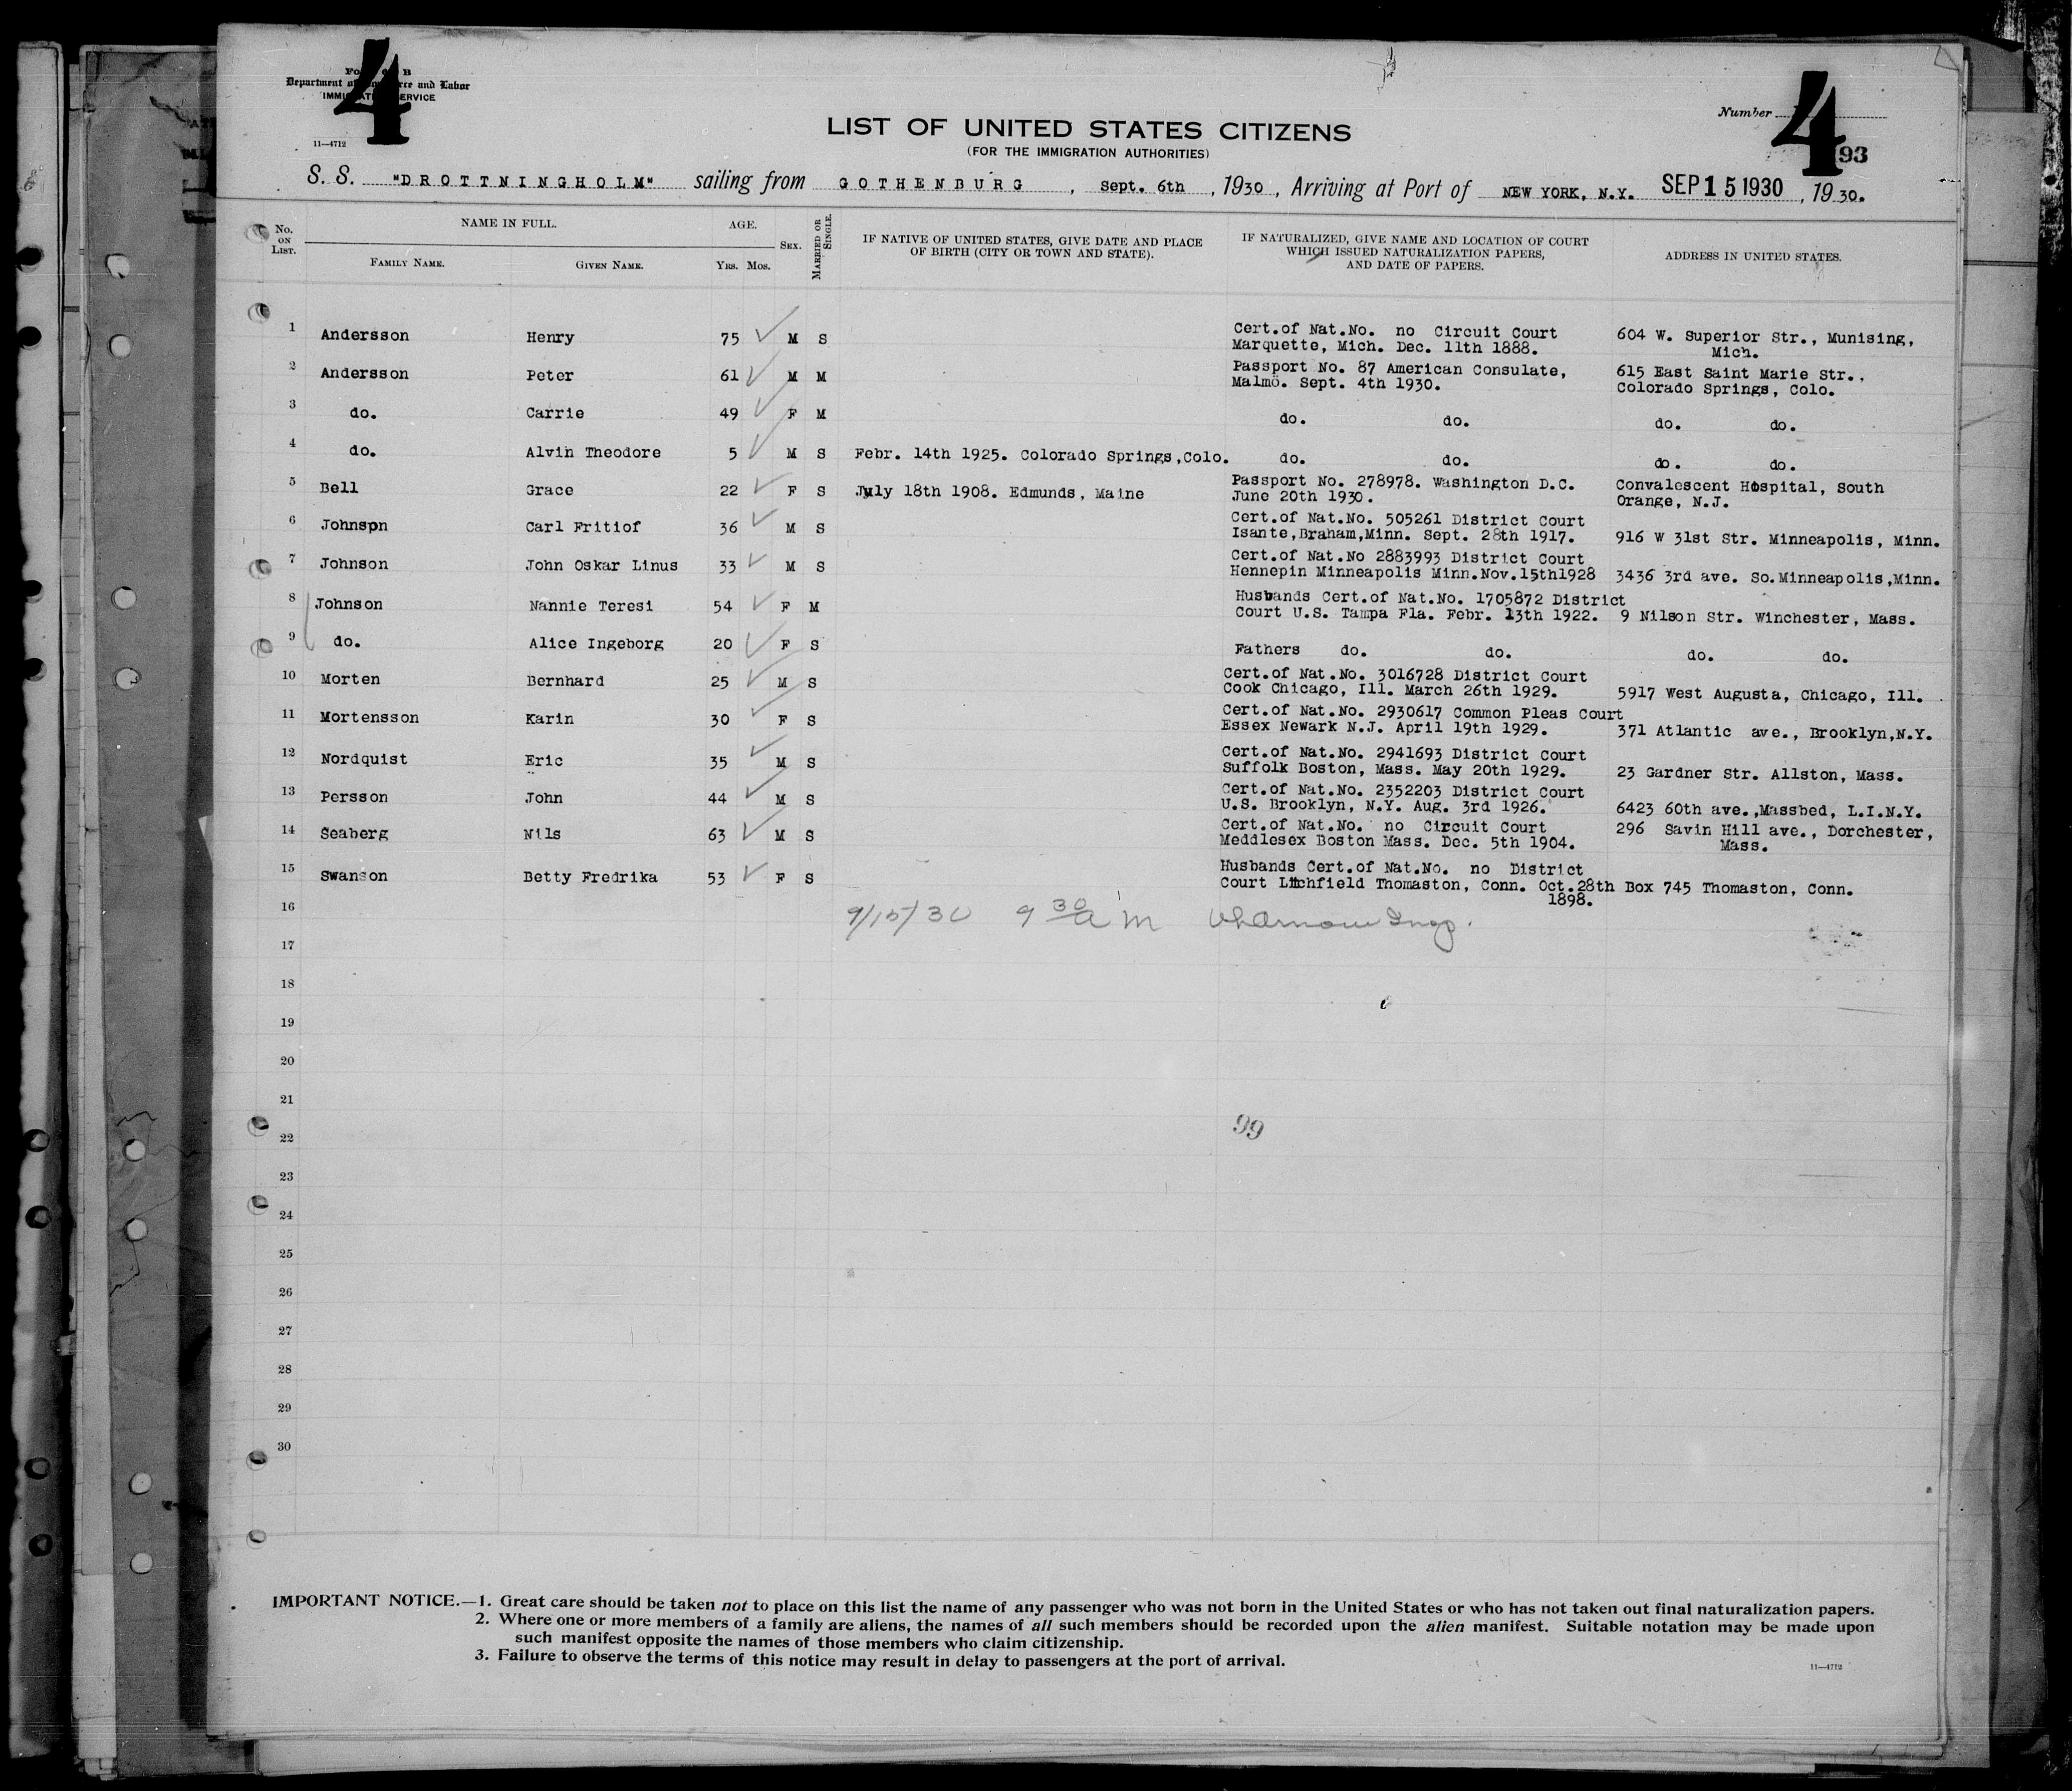 4
Form 630 B
Department of Commerce and Labor
IMMIGRATION SERVICE
11—4712
Number
4
93
LIST OF UNITED STATES CITIZENS
(FOR THE IMMIGRATION AUTHORITIES)
S. S. "DROTTNINGHOLM" sailing from GOTHENBURG, Sept. 6th, 1930, Arriving at Port of NEW YORK, N.Y. SEP 15 1930, 1930.
No. ON LIST.
NAME IN FULL.
FAMILY NAME.
GIVEN NAME.
AGE.
YRS. MOS.
SEX.
MARRIED OR SINGLE.
IF NATIVE OF UNITED STATES, GIVE DATE AND PLACE
OF BIRTH (CITY OR TOWN AND STATE).
IF NATURALIZED, GIVE NAME AND LOCATION OF COURT
WHICH ISSUED NATURALIZATION PAPERS,
AND DATE OF PAPERS.
ADDRESS IN UNITED STATES.
1 Andersson Henry 75 M S Cert.of Nat.No. no Circuit Court 604 W. Superior Str., Munising,
Marquette, Mich. Dec. 11th 1888. Mich.
2 Andersson Peter 61 M M Passport No. 87 American Consulate, 615 East Saint Marie Str.,
Malmö. Sept. 4th 1930. Colorado Springs, Colo.
3 do. Carrie 49 F M do. do. do. do.
4 do. Alvin Theodore 5 M S Febr. 14th 1925. Colorado Springs,Colo. do. do. do. do.
5 Bell Grace 22 F S July 18th 1908. Edmunds, Maine Passport No. 278978. Washington D.C. Convalescent Hospital, South
June 20th 1930. Orange, N.J.
6 Johnson Carl Fritiof 36 M S Cert.of Nat.No. 505261 District Court
Isante,Braham,Minn. Sept. 28th 1917. 916 W 31st Str. Minneapolis, Minn.
7 Johnson John Oskar Linus 33 M S Cert.of Nat.No 2883993 District Court
Hennepin Minneapolis Minn.Nov.15th1928 3436 3rd ave. So.Minneapolis,Minn.
8 Johnson Nannie Teresi 54 F M Husbands Cert.of Nat.No. 1705872 District
Court U.S. Tampa Fla. Febr. 13th 1922. 9 Nilson Str. Winchester, Mass.
9 do. Alice Ingeborg 20 F S Fathers do. do. do. do.
10 Morten Bernhard 25 M S Cert.of Nat.No. 3016728 District Court
Cook Chicago, Ill. March 26th 1929. 5917 West Augusta, Chicago, Ill.
11 Mortensson Karin 30 F S Cert.of Nat.No. 2930617 Common Pleas Court
Essex Newark N.J. April 19th 1929. 371 Atlantic ave., Brooklyn,N.Y.
12 Nordquist Eric 35 M S Cert.of Nat.No. 2941693 District Court
Suffolk Boston, Mass. May 20th 1929. 23 Gardner Str. Allston, Mass.
13 Persson John 44 M S Cert.of Nat.No. 2352203 District Court
U.S. Brooklyn, N.Y. Aug. 3rd 1926. 6423 60th ave.,Massbed, L.I.N.Y.
14 Seaberg Nils 63 M S Cert.of Nat.No. no Circuit Court 296 Savin Hill ave., Dorchester,
Meddlesex Boston Mass. Dec. 5th 1904. Mass.
15 Swanson Betty Fredrika 53 F S Husbands Cert.of Nat.No. no District
Court Litchfield Thomaston, Conn. Oct.28th Box 745 Thomaston, Conn.
1898.
16 9/15/30 9 30 a m Insp.
17
18
19
20
21
99
22
23
24
25
26
27
28
29
30
IMPORTANT NOTICE.—1. Great care should be taken not to place on this list the name of any passenger who was not born in the United States or who has not taken out final naturalization papers.
2. Where one or more members of a family are aliens, the names of all such members should be recorded upon the alien manifest. Suitable notation may be made upon
such manifest opposite the names of those members who claim citizenship.
3. Failure to observe the terms of this notice may result in delay to passengers at the port of arrival.
11—4712